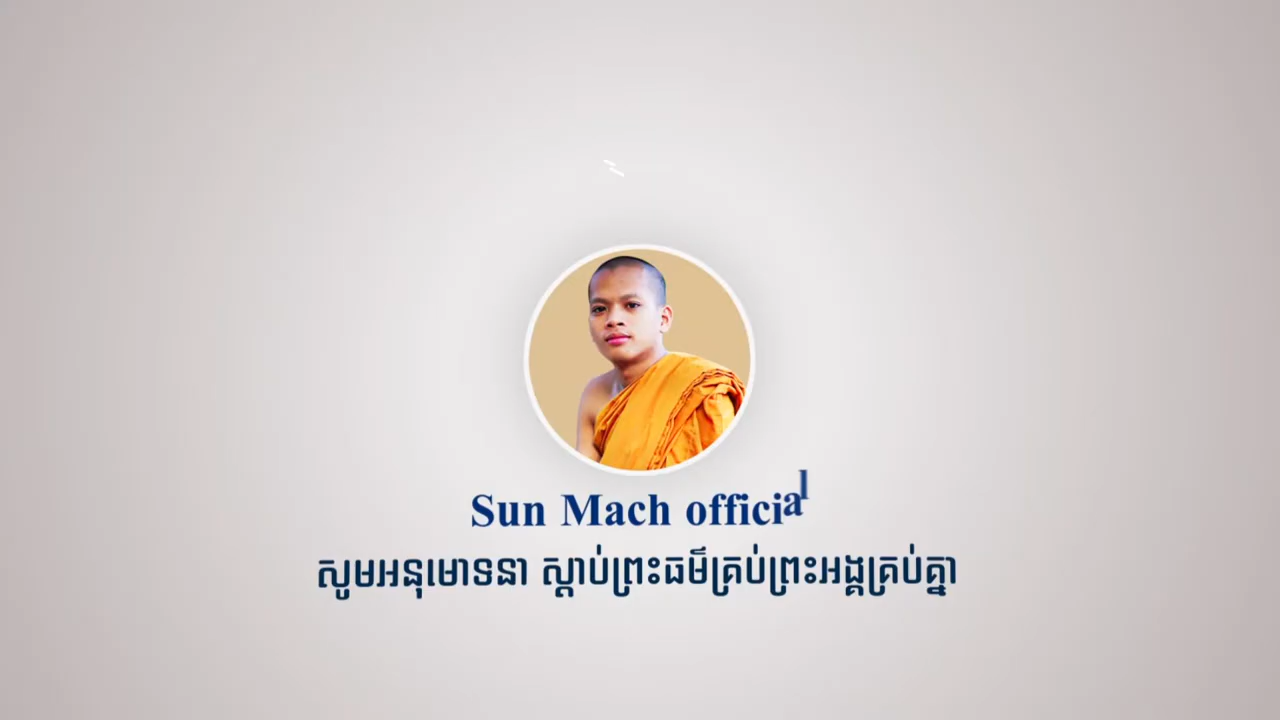 Sun Mach official
សូមអនុមោទនា ស្តាប់ព្រះធម៌គ្រប់ព្រះអង្គគ្រប់គ្នា